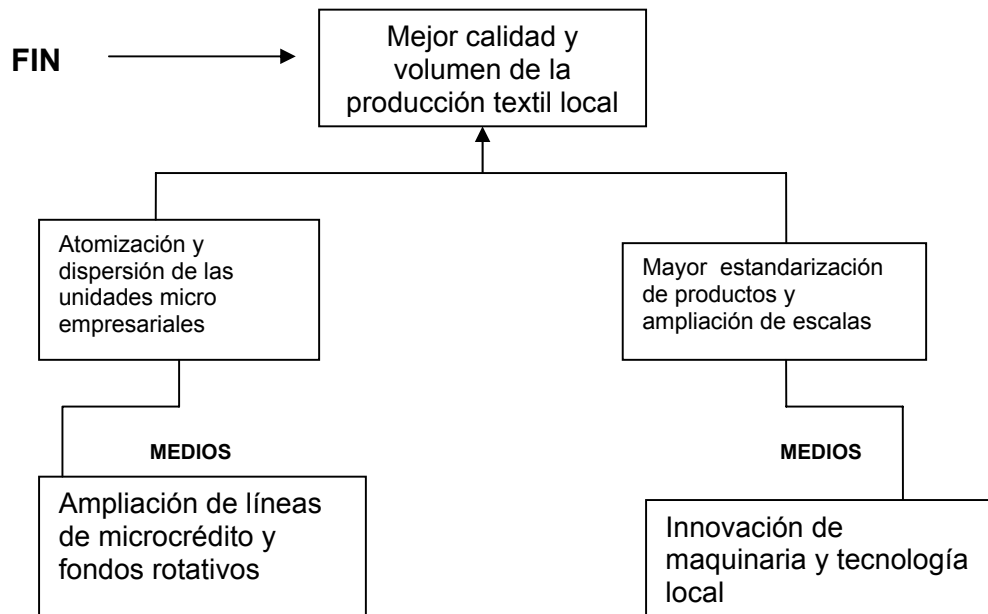 FIN
Mejor calidad y
volumen de la
producción textil local
Atomización y
dispersión de las
unidades micro
empresariales
Mayor estandarización
de productos y
ampliación de escalas
MEDIOS
MEDIOS
Ampliación de líneas
de microcrédito y
fondos rotativos
Innovación de
maquinaria y tecnología
local